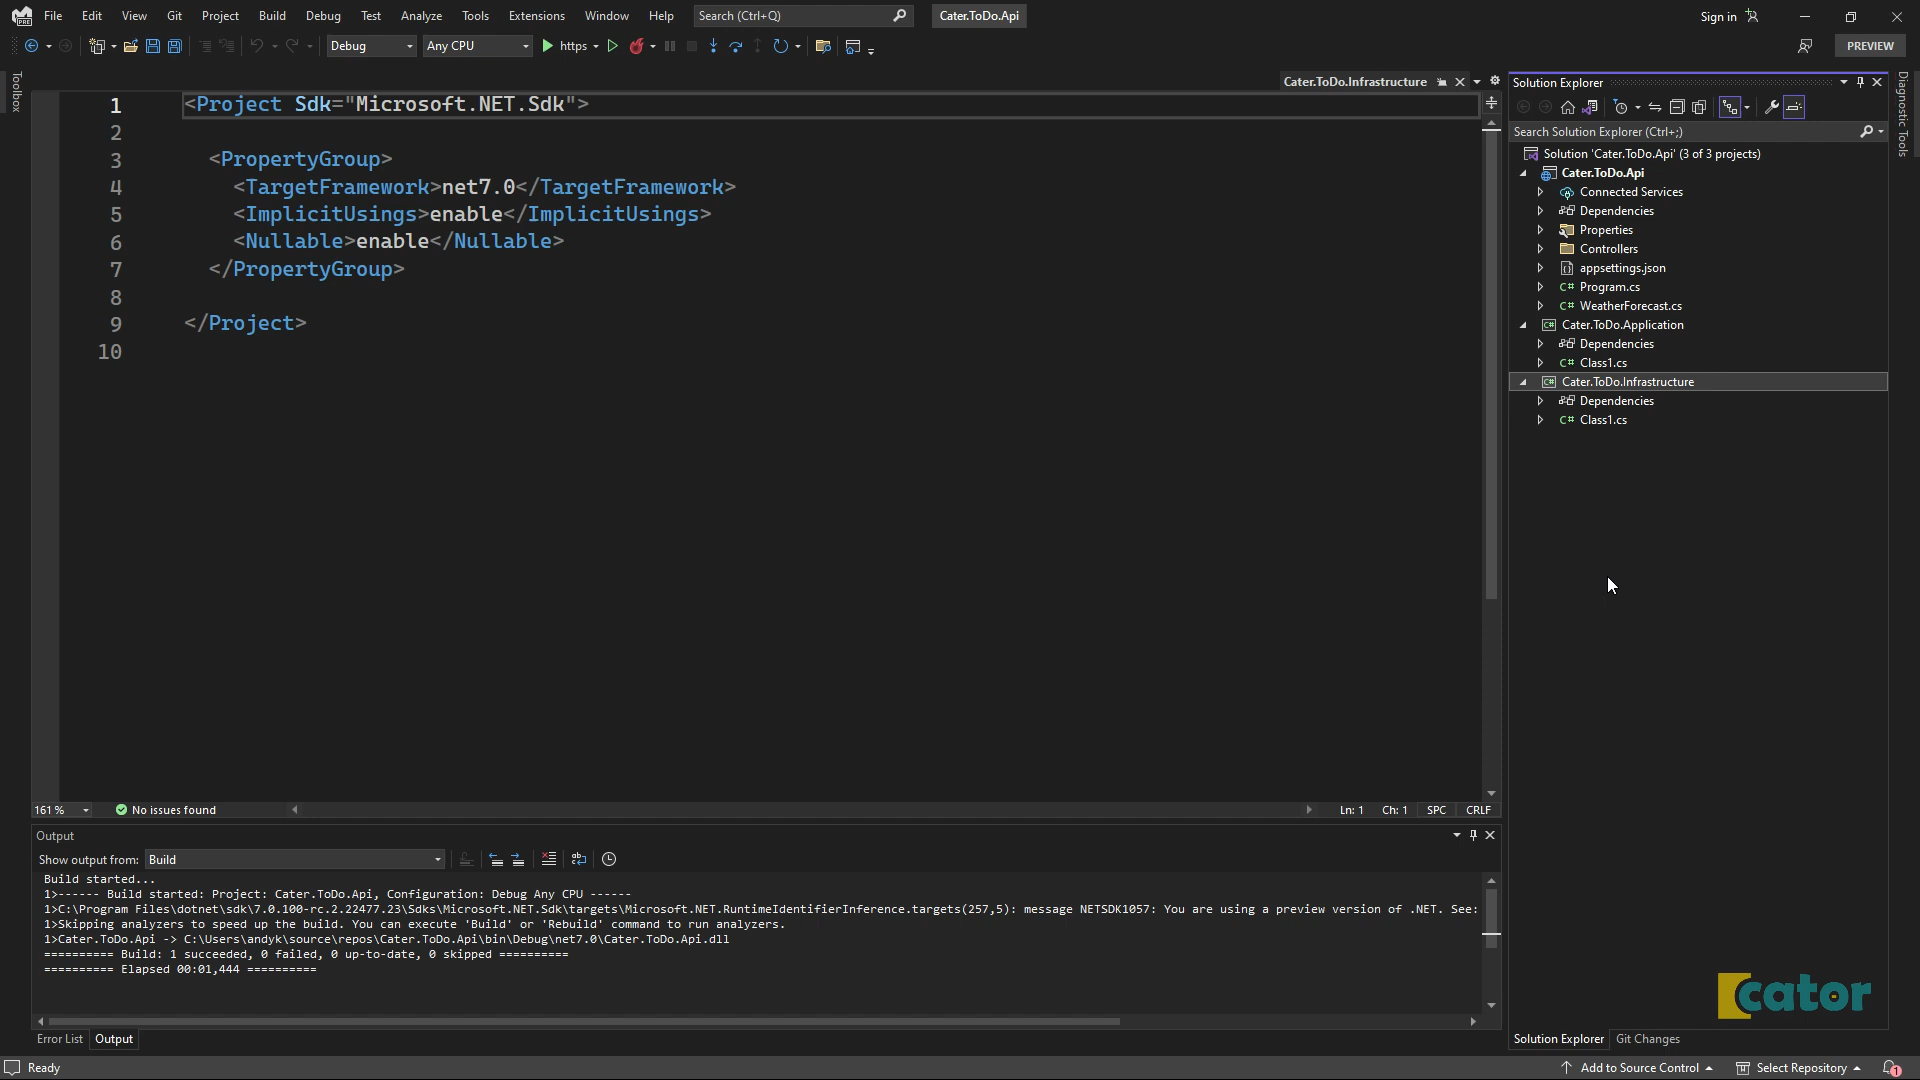 File Edit View Git Project Build Debug Test Analyze Tools Extensions Window Help Search (Ctrl+Q) Cater.ToDo.Api Sign in
Debug Any CPU https PREVIEW
Toolbox
Cater.ToDo.Infrastructure
1 <Project Sdk="Microsoft.NET.Sdk">
2
3 <PropertyGroup>
4 <TargetFramework>net7.0</TargetFramework>
5 <ImplicitUsings>enable</ImplicitUsings>
6 <Nullable>enable</Nullable>
7 </PropertyGroup>
8
9 </Project>
10
161 % No issues found Ln: 1 Ch: 1 SPC CRLF
Output
Show output from: Build
Build started...
1>------ Build started: Project: Cater.ToDo.Api, Configuration: Debug Any CPU ------
1>C:\Program Files\dotnet\sdk\7.0.100-rc.2.22477.23\Sdks\Microsoft.NET.Sdk\targets\Microsoft.NET.RuntimeIdentifierInference.targets(257,5): message NETSDK1057: You are using a preview version of .NET. See:
1>Skipping analyzers to speed up the build. You can execute 'Build' or 'Rebuild' command to run analyzers.
1>Cater.ToDo.Api -> C:\Users\andyk\source\repos\Cater.ToDo.Api\bin\Debug\net7.0\Cater.ToDo.Api.dll
========== Build: 1 succeeded, 0 failed, 0 up-to-date, 0 skipped ==========
========== Elapsed 00:01,444 ==========
Error List Output
Solution Explorer
Search Solution Explorer (Ctrl+;)
Solution 'Cater.ToDo.Api' (3 of 3 projects)
Cater.ToDo.Api
Connected Services
Dependencies
Properties
Controllers
appsettings.json
C# Program.cs
C# WeatherForecast.cs
C# Cater.ToDo.Application
Dependencies
C# Class1.cs
C# Cater.ToDo.Infrastructure
Dependencies
C# Class1.cs
cator
Solution Explorer Git Changes
Diagnostic Tools
Ready Add to Source Control Select Repository 1